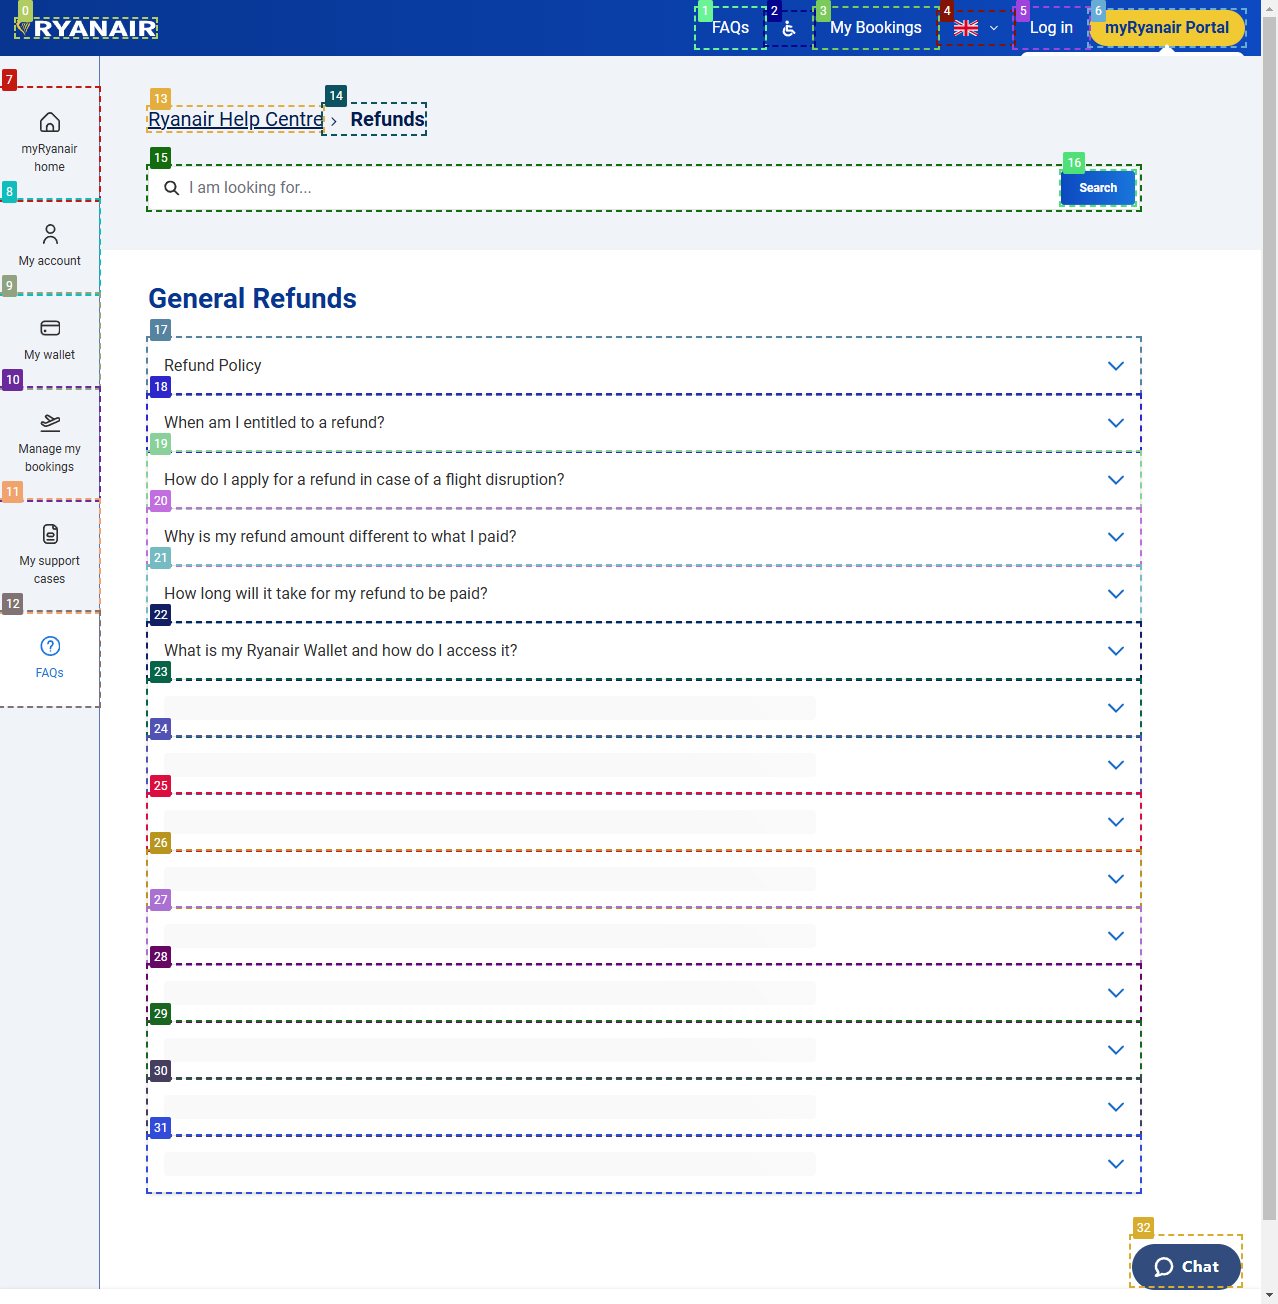 0
RYANAIR
1
FAQs
2
3
My Bookings
4
5
Log in
6
myRyanair Portal
7
myRyanair
home
8
My account
9
My wallet
10
Manage my
bookings
11
My support
cases
12
FAQs
13
Ryanair Help Centre
14
Refunds
15
I am looking for...
16
Search
General Refunds
17
Refund Policy
18
When am I entitled to a refund?
19
How do I apply for a refund in case of a flight disruption?
20
Why is my refund amount different to what I paid?
21
How long will it take for my refund to be paid?
22
What is my Ryanair Wallet and how do I access it?
23
24
25
26
27
28
29
30
31
32
Chat